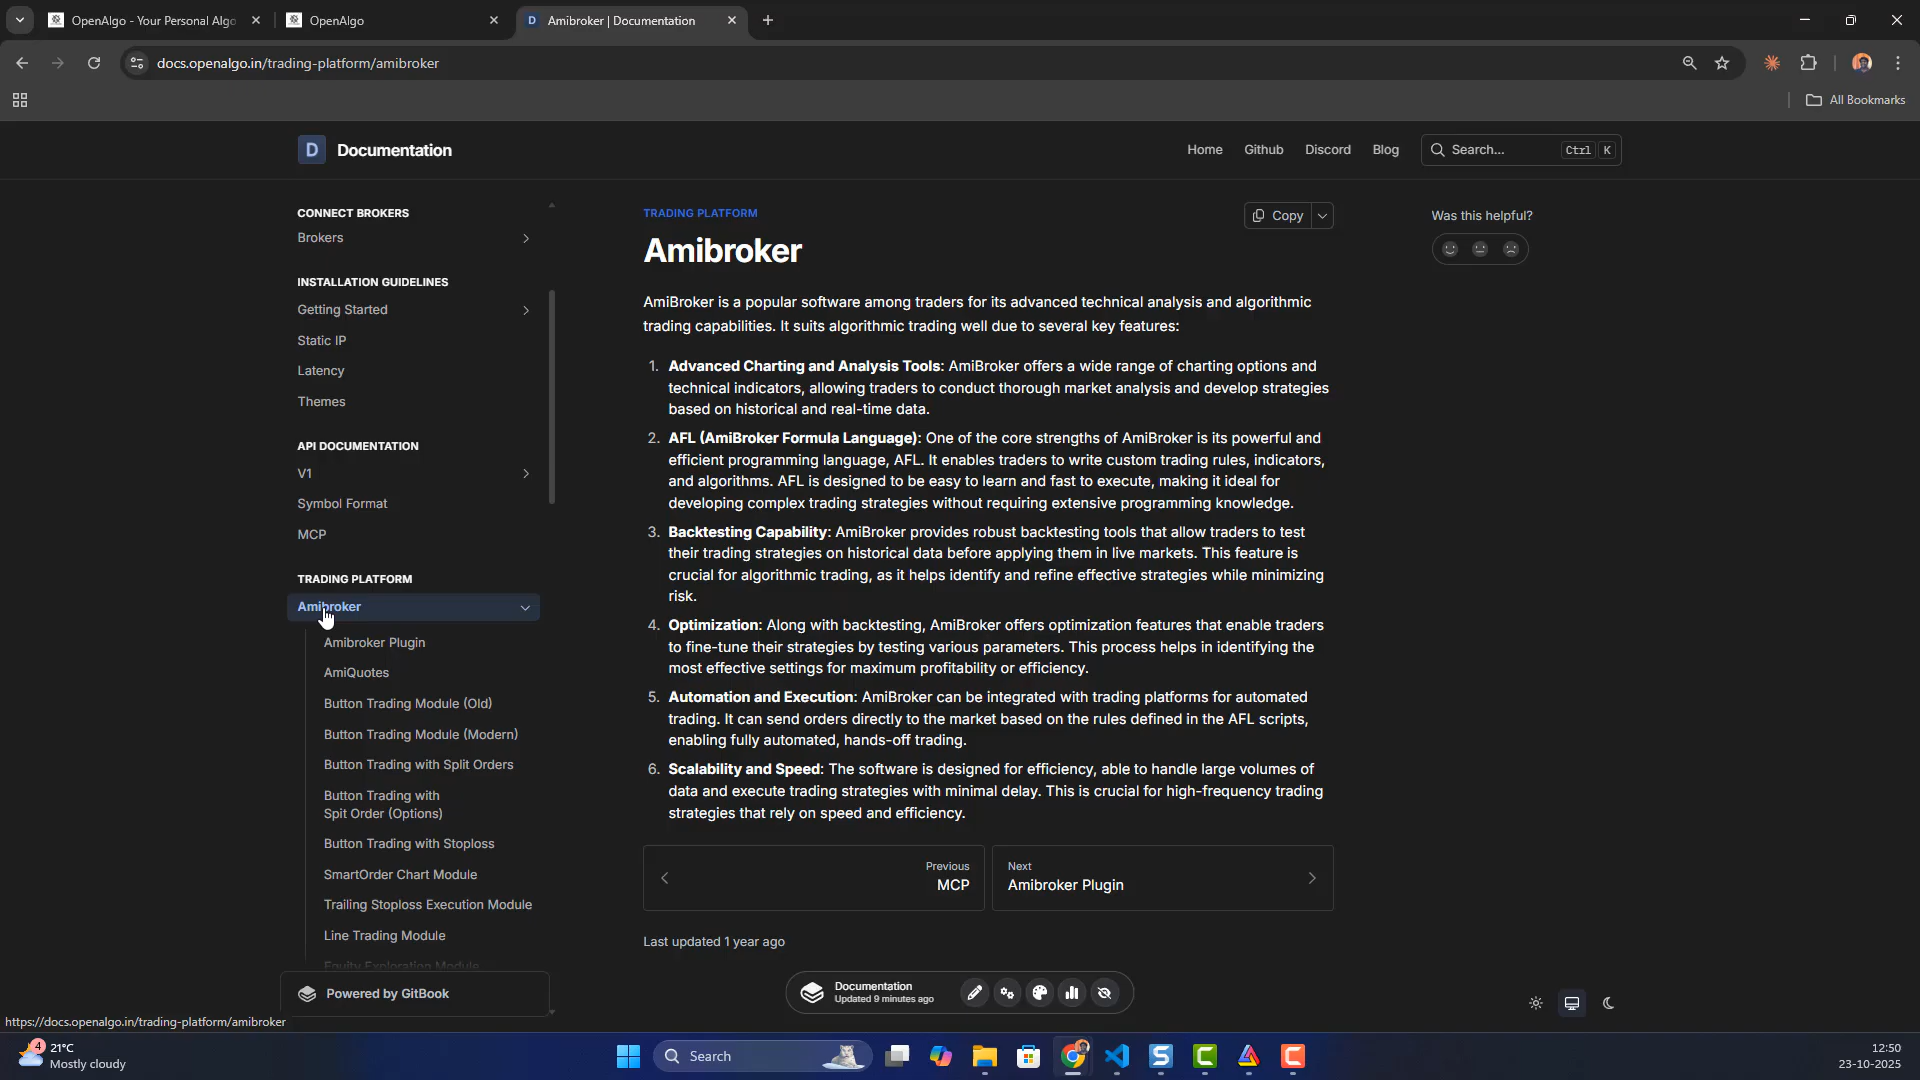 OpenAlgo - Your Personal Algo
OpenAlgo
D Amibroker | Documentation
docs.openalgo.in/trading-platform/amibroker
All Bookmarks
D Documentation
Home Github Discord Blog Search... Ctrl K
CONNECT BROKERS
Brokers
INSTALLATION GUIDELINES
Getting Started
Static IP
Latency
Themes
API DOCUMENTATION
V1
Symbol Format
MCP
TRADING PLATFORM
Amibroker
Amibroker Plugin
AmiQuotes
Button Trading Module (Old)
Button Trading Module (Modern)
Button Trading with Split Orders
Button Trading with
Spit Order (Options)
Button Trading with Stoploss
SmartOrder Chart Module
Trailing Stoploss Execution Module
Line Trading Module
Equity Exploration Module
Powered by GitBook
TRADING PLATFORM
Copy
Amibroker
AmiBroker is a popular software among traders for its advanced technical analysis and algorithmic
trading capabilities. It suits algorithmic trading well due to several key features:
1. Advanced Charting and Analysis Tools: AmiBroker offers a wide range of charting options and
technical indicators, allowing traders to conduct thorough market analysis and develop strategies
based on historical and real-time data.
2. AFL (AmiBroker Formula Language): One of the core strengths of AmiBroker is its powerful and
efficient programming language, AFL. It enables traders to write custom trading rules, indicators,
and algorithms. AFL is designed to be easy to learn and fast to execute, making it ideal for
developing complex trading strategies without requiring extensive programming knowledge.
3. Backtesting Capability: AmiBroker provides robust backtesting tools that allow traders to test
their trading strategies on historical data before applying them in live markets. This feature is
crucial for algorithmic trading, as it helps identify and refine effective strategies while minimizing
risk.
4. Optimization: Along with backtesting, AmiBroker offers optimization features that enable traders
to fine-tune their strategies by testing various parameters. This process helps in identifying the
most effective settings for maximum profitability or efficiency.
5. Automation and Execution: AmiBroker can be integrated with trading platforms for automated
trading. It can send orders directly to the market based on the rules defined in the AFL scripts,
enabling fully automated, hands-off trading.
6. Scalability and Speed: The software is designed for efficiency, able to handle large volumes of
data and execute trading strategies with minimal delay. This is crucial for high-frequency trading
strategies that rely on speed and efficiency.
Previous
MCP
Next
Amibroker Plugin
Last updated 1 year ago
Was this helpful?
Documentation
Updated 9 minutes ago
https://docs.openalgo.in/trading-platform/amibroker
4
21°C
Mostly cloudy
Search
12:50
23-10-2025